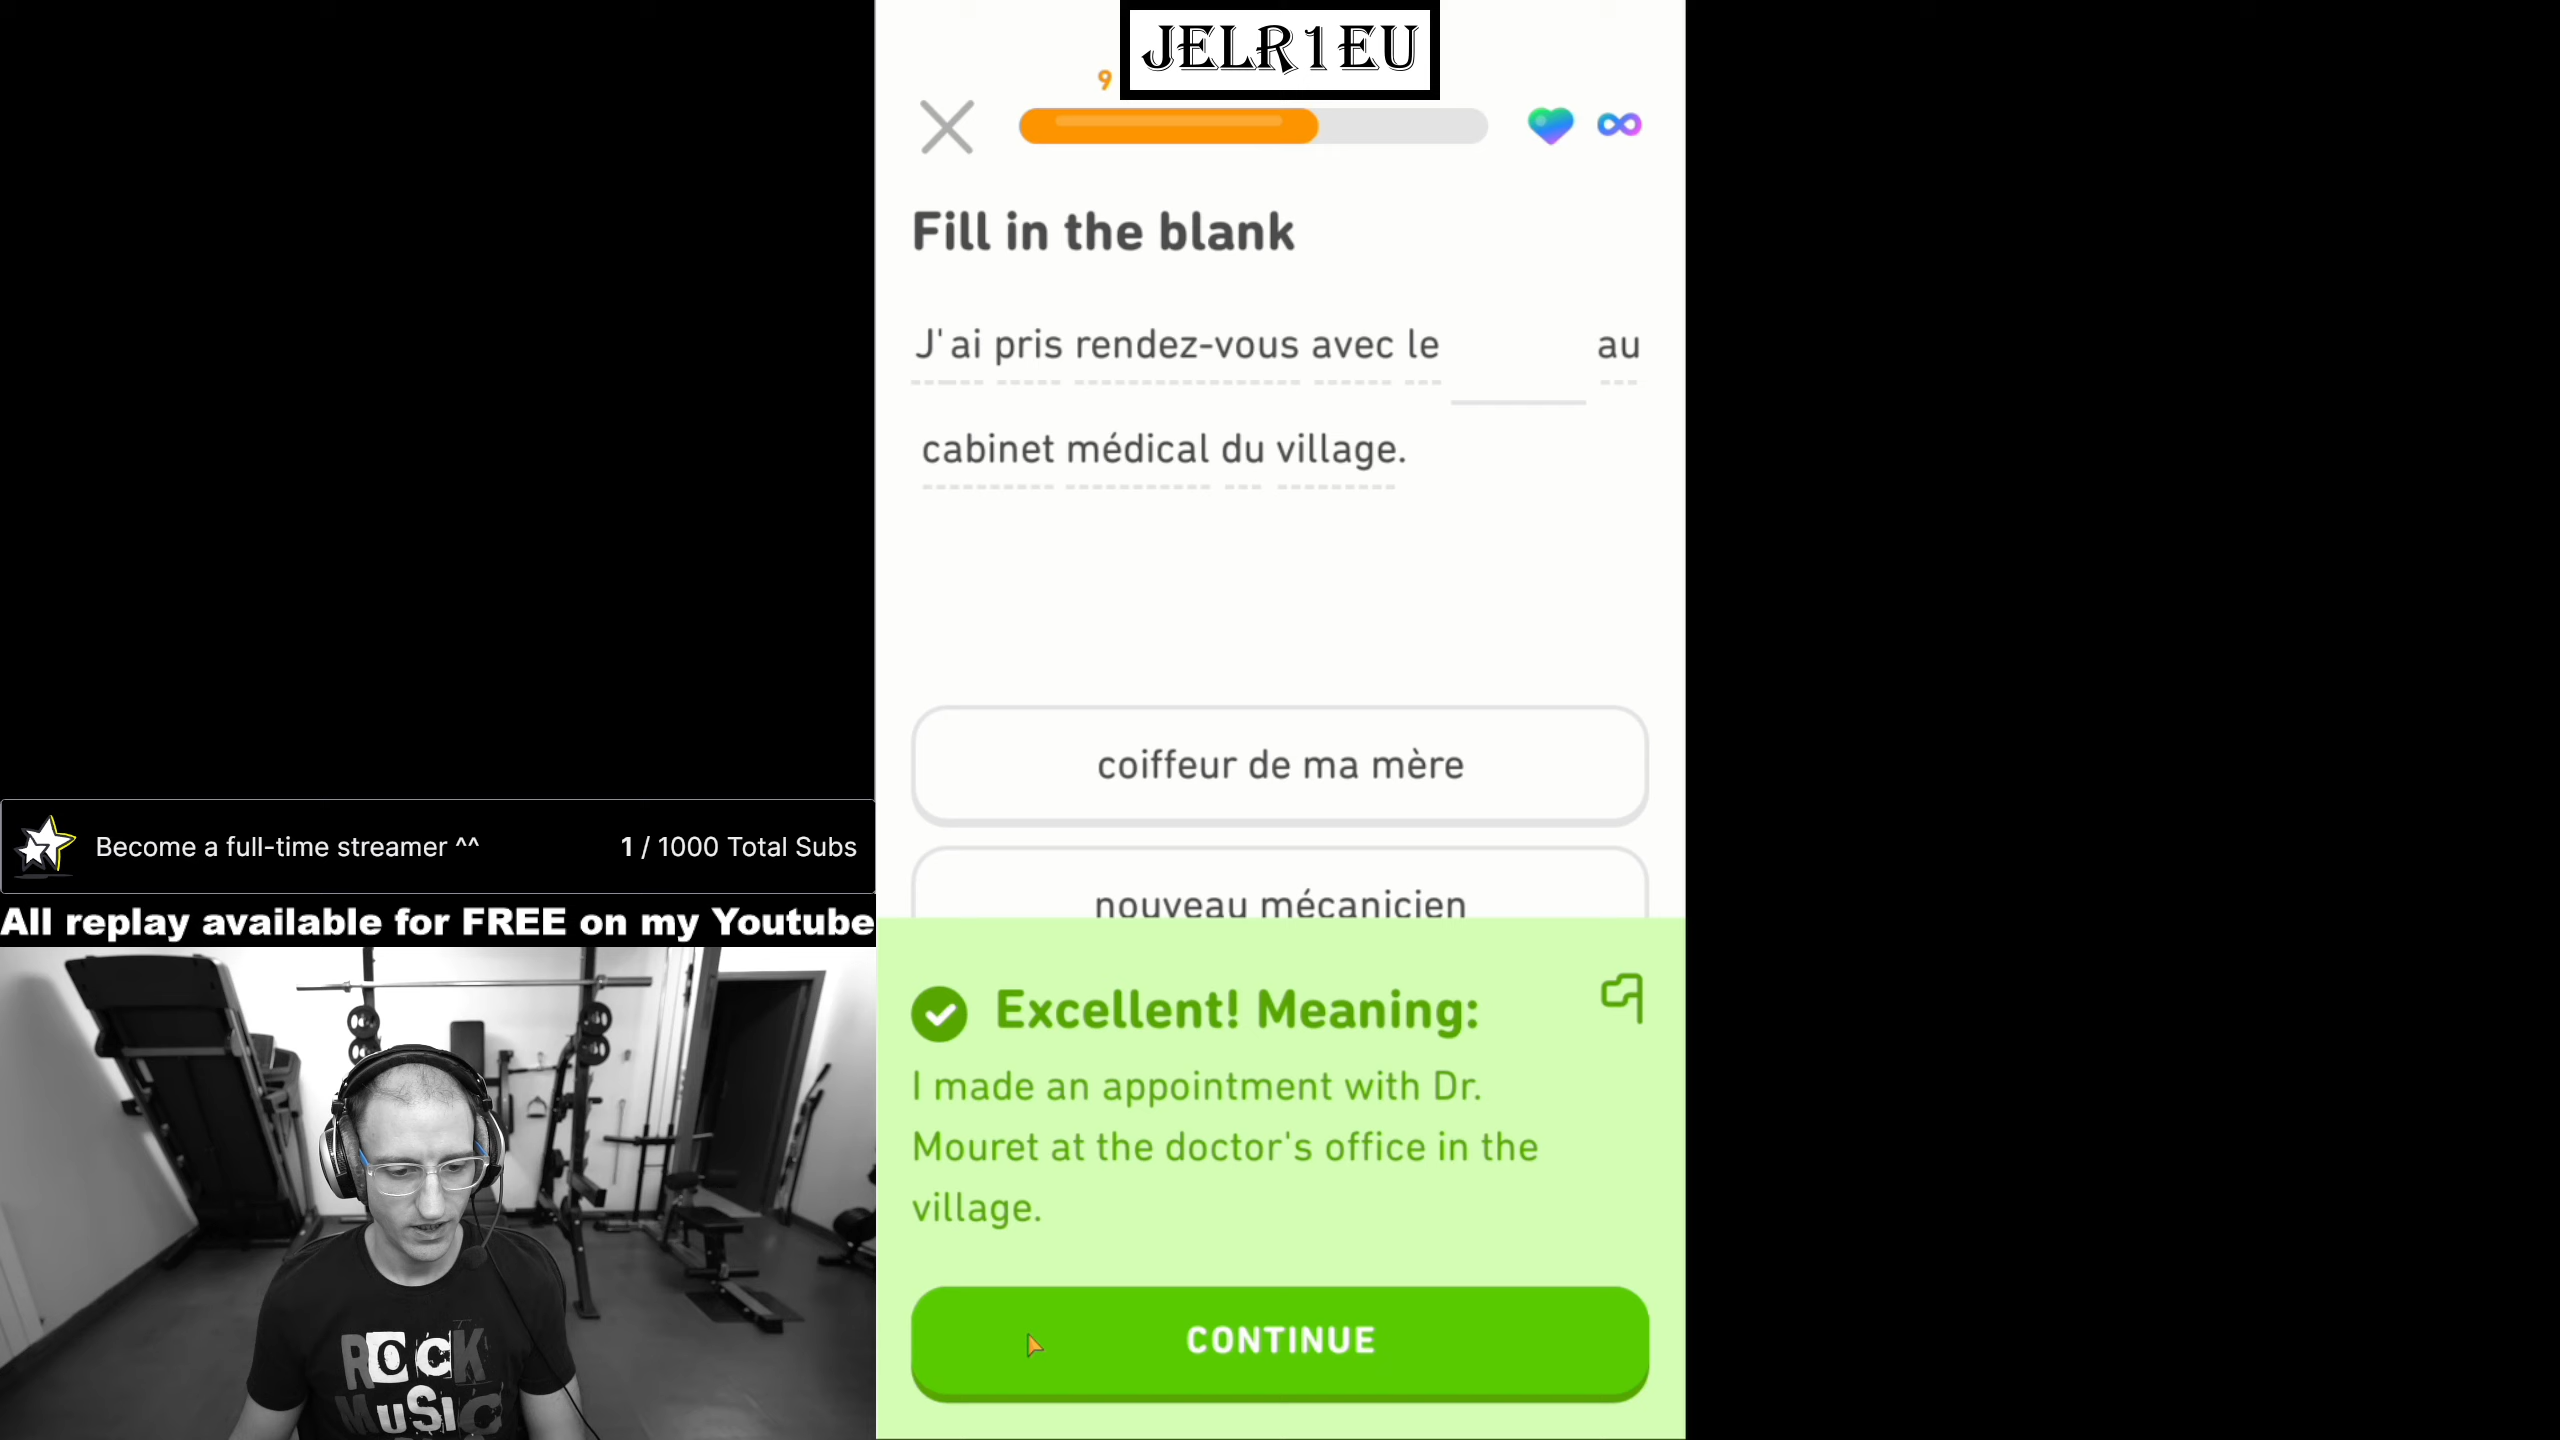 JELR1EU
9
Fill in the blank
J'ai pris rendez-vous avec le au
cabinet médical du village.
coiffeur de ma mère
nouveau mécanicien
Excellent! Meaning:
I made an appointment with Dr.
Mouret at the doctor's office in the
village.
CONTINUE
Become a full-time streamer ^^ 1 / 1000 Total Subs
All replay available for FREE on my Youtube
ROCK
MUSIC